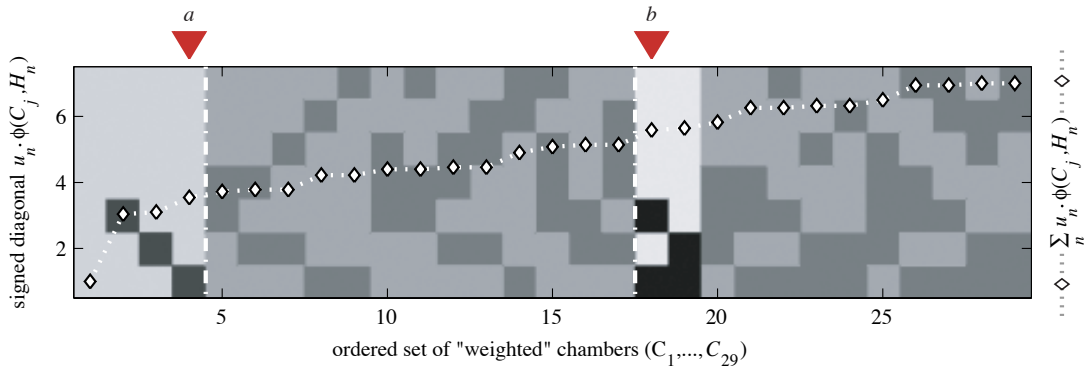 a b
signed diagonal u_n · ϕ(C_j, H_n)
6
4
2
5 10 15 20 25
ordered set of "weighted" chambers (C_1,...,C_29)
∑_n u_n · ϕ(C_j, H_n)